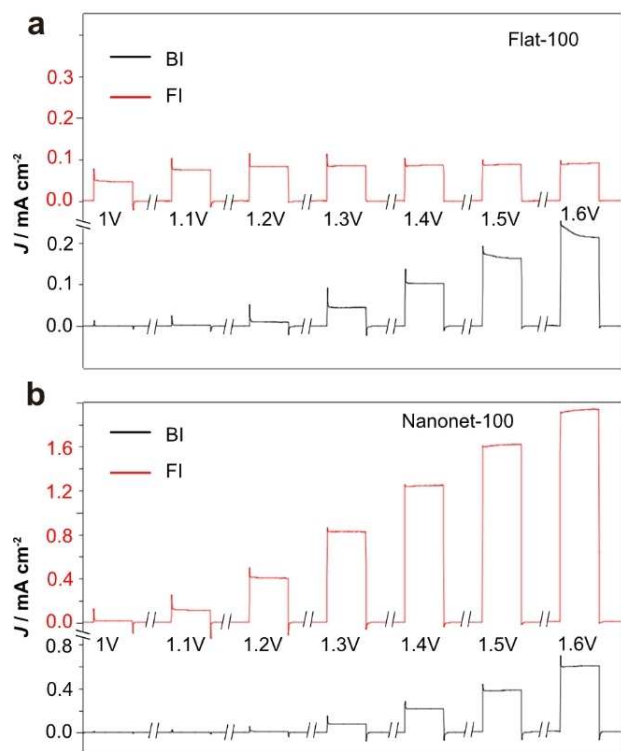 a
Flat-100
BI
FI
0.3
0.2
0.1
0.0
1V 1.1V 1.2V 1.3V 1.4V 1.5V 1.6V
0.2
0.1
0.0
J / mA cm-2
b
Nanonet-100
BI
FI
1.6
1.2
0.8
0.4
0.0
1V 1.1V 1.2V 1.3V 1.4V 1.5V 1.6V
0.8
0.4
0.0
J / mA cm-2